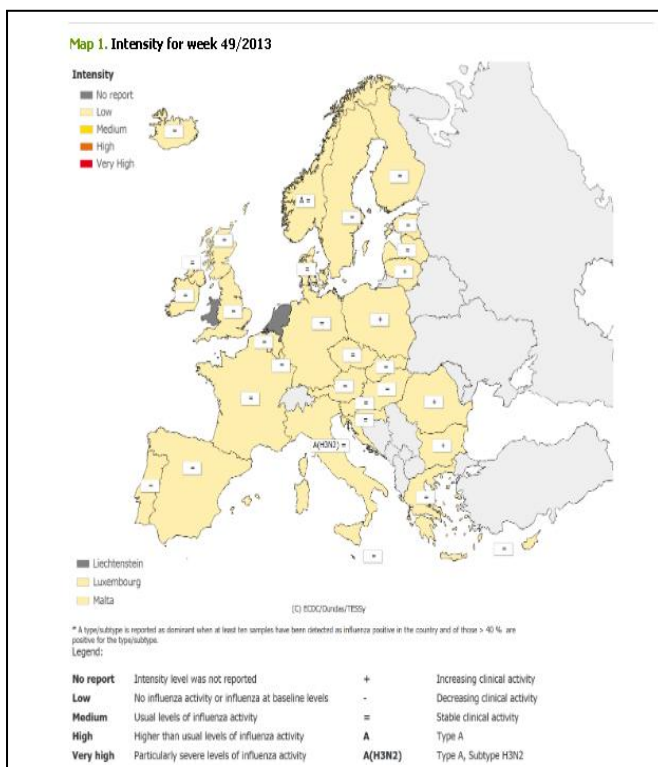 Map 1. Intensity for week 49/2013
Intensity
No report
Low
Medium
High
Very High
=
A =
=
=
=
=
=
+
=
=
=
=
=
+
=
=
=
=
=
=
=
=
+
=
=
A(H3N2) =
+
=
=
=
=
=
Liechtenstein
Luxembourg
Malta
(C) ECDC/Dundas/TESSy
* A type/subtype is reported as dominant when at least ten samples have been detected as influenza positive in the country and of those > 40 % are
positive for the type/subtype.
Legend:
No report Intensity level was not reported + Increasing clinical activity
Low No influenza activity or influenza at baseline levels - Decreasing clinical activity
Medium Usual levels of influenza activity = Stable clinical activity
High Higher than usual levels of influenza activity A Type A
Very high Particularly severe levels of influenza activity A(H3N2) Type A, Subtype H3N2